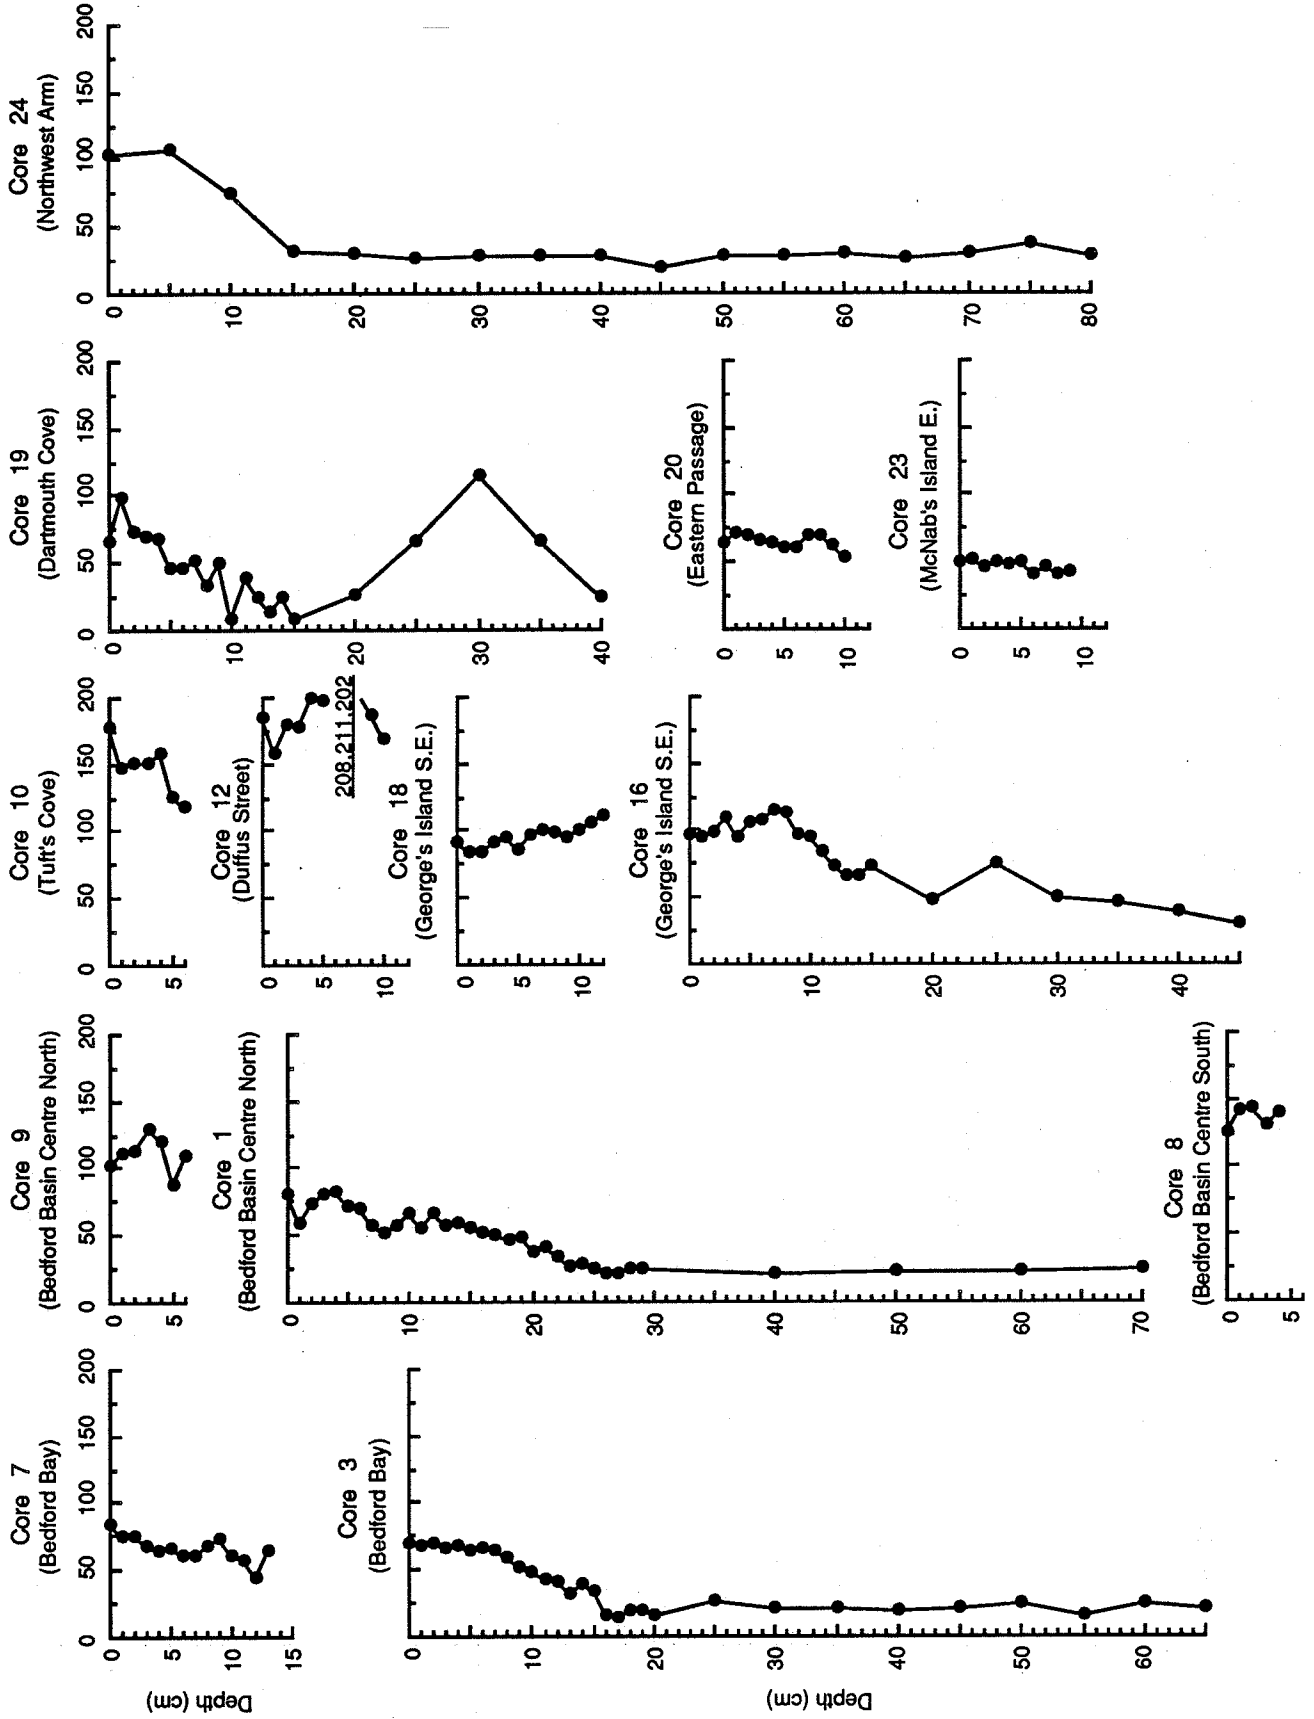 Core 7
(Bedford Bay)
0 50 100 150 200
0
5
10
15
Depth (cm)
Core 3
(Bedford Bay)
0
10
20
30
40
50
60
Depth (cm)
Core 9
(Bedford Basin Centre North)
0 50 100 150 200
0
5
Core 1
(Bedford Basin Centre North)
0
10
20
30
40
50
60
70
Core 8
(Bedford Basin Centre South)
0
5
Core 10
(Tuft's Cove)
0 50 100 150 200
0
5
Core 12
(Duffus Street)
0
5
10
208.211.202
Core 18
(George's Island S.E.)
0
5
10
Core 16
(George's Island S.E.)
0
10
20
30
40
Core 19
(Dartmouth Cove)
0 50 100 150 200
0
10
20
30
40
Core 20
(Eastern Passage)
0
5
10
Core 23
(McNab's Island E.)
0
5
10
Core 24
(Northwest Arm)
0 50 100 150 200
0
10
20
30
40
50
60
70
80